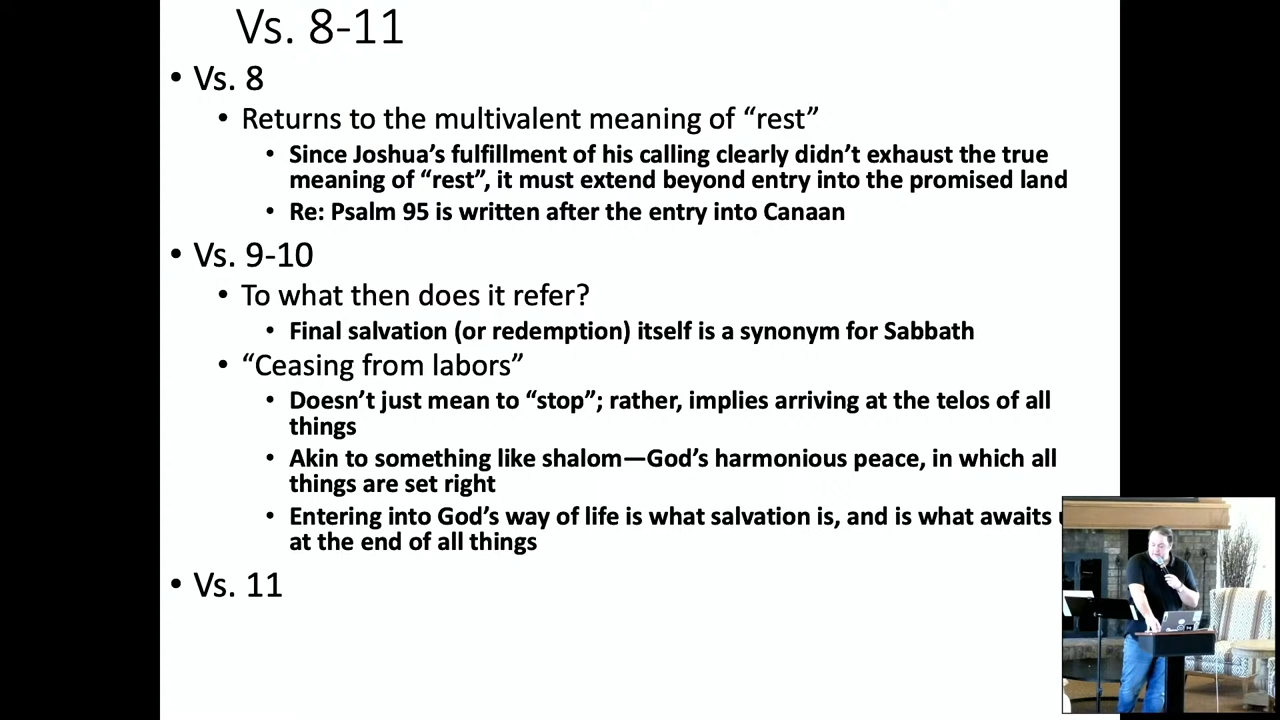 Vs. 8-11
• Vs. 8
• Returns to the multivalent meaning of “rest”
• Since Joshua’s fulfillment of his calling clearly didn’t exhaust the true
meaning of “rest”, it must extend beyond entry into the promised land
• Re: Psalm 95 is written after the entry into Canaan
• Vs. 9-10
• To what then does it refer?
• Final salvation (or redemption) itself is a synonym for Sabbath
• “Ceasing from labors”
• Doesn’t just mean to “stop”; rather, implies arriving at the telos of all
things
• Akin to something like shalom—God’s harmonious peace, in which all
things are set right
• Entering into God’s way of life is what salvation is, and is what awaits
at the end of all things
• Vs. 11